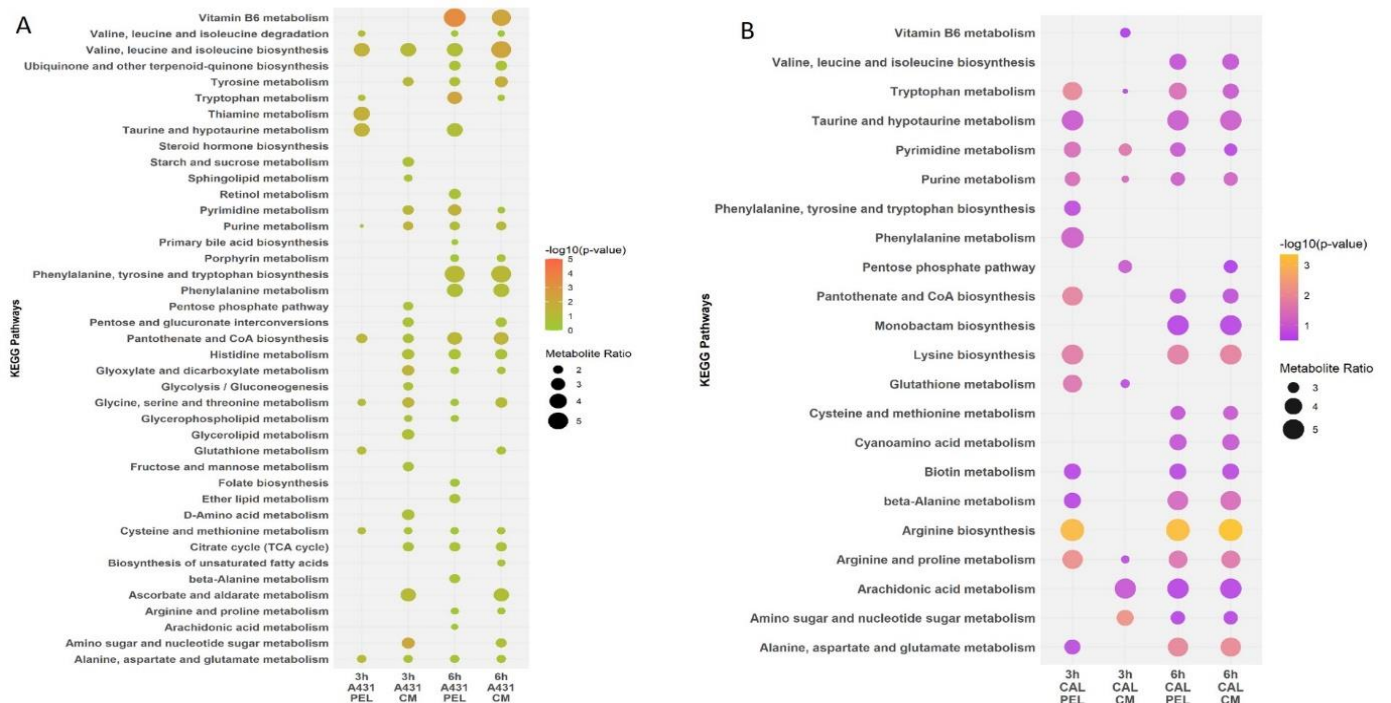 A
KEGG Pathways
Vitamin B6 metabolism
Valine, leucine and isoleucine degradation
Valine, leucine and isoleucine biosynthesis
Ubiquinone and other terpenoid-quinone biosynthesis
Tyrosine metabolism
Tryptophan metabolism
Thiamine metabolism
Taurine and hypotaurine metabolism
Steroid hormone biosynthesis
Starch and sucrose metabolism
Sphingolipid metabolism
Retinol metabolism
Pyrimidine metabolism
Purine metabolism
Primary bile acid biosynthesis
Porphyrin metabolism
Phenylalanine, tyrosine and tryptophan biosynthesis
Phenylalanine metabolism
Pentose phosphate pathway
Pentose and glucuronate interconversions
Pantothenate and CoA biosynthesis
Histidine metabolism
Glyoxylate and dicarboxylate metabolism
Glycolysis / Gluconeogenesis
Glycine, serine and threonine metabolism
Glycerophospholipid metabolism
Glycerolipid metabolism
Glutathione metabolism
Fructose and mannose metabolism
Folate biosynthesis
Ether lipid metabolism
D-Amino acid metabolism
Cysteine and methionine metabolism
Citrate cycle (TCA cycle)
Biosynthesis of unsaturated fatty acids
beta-Alanine metabolism
Ascorbate and aldarate metabolism
Arginine and proline metabolism
Arachidonic acid metabolism
Amino sugar and nucleotide sugar metabolism
Alanine, aspartate and glutamate metabolism
3h A431 PEL
3h A431 CM
6h A431 PEL
6h A431 CM
-log10(p-value)
5
4
3
2
1
0
Metabolite Ratio
2
3
4
5
B
KEGG Pathways
Vitamin B6 metabolism
Valine, leucine and isoleucine biosynthesis
Tryptophan metabolism
Taurine and hypotaurine metabolism
Pyrimidine metabolism
Purine metabolism
Phenylalanine, tyrosine and tryptophan biosynthesis
Phenylalanine metabolism
Pentose phosphate pathway
Pantothenate and CoA biosynthesis
Monobactam biosynthesis
Lysine biosynthesis
Glutathione metabolism
Cysteine and methionine metabolism
Cyanoamino acid metabolism
Biotin metabolism
beta-Alanine metabolism
Arginine biosynthesis
Arginine and proline metabolism
Arachidonic acid metabolism
Amino sugar and nucleotide sugar metabolism
Alanine, aspartate and glutamate metabolism
3h CAL PEL
3h CAL CM
6h CAL PEL
6h CAL CM
-log10(p-value)
3
2
1
Metabolite Ratio
3
4
5